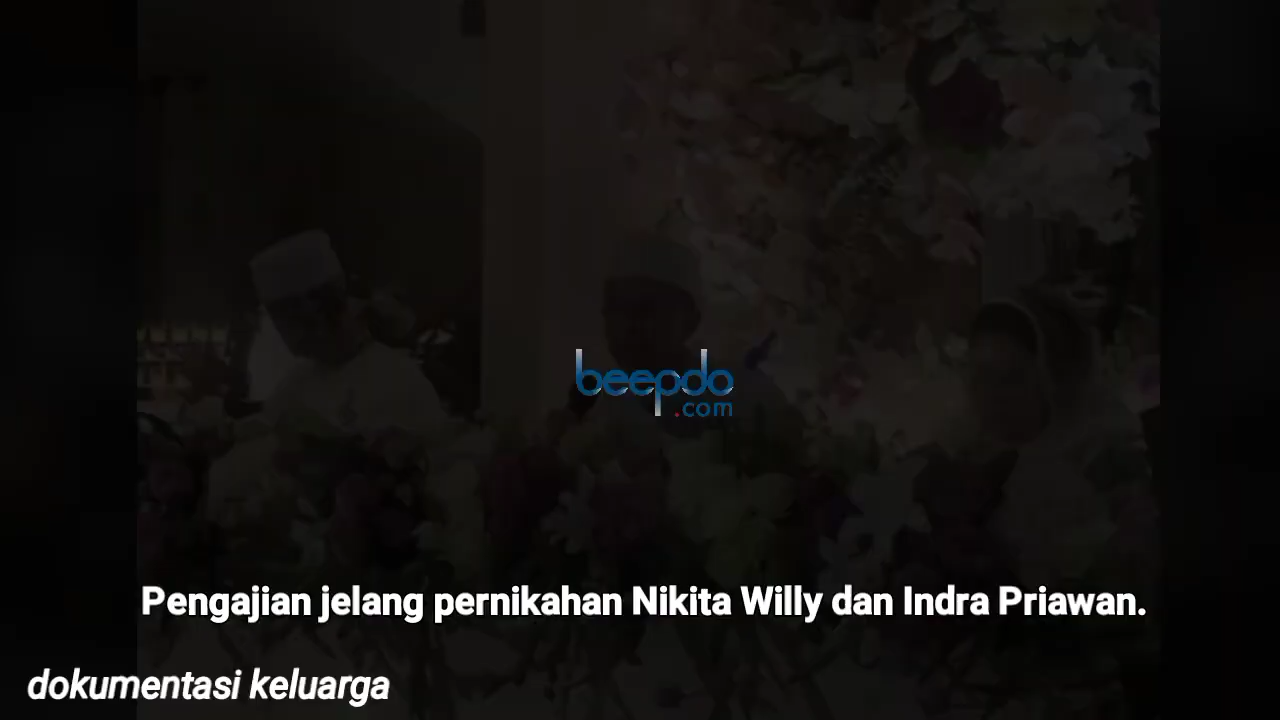 beepdo
.com
Pengajian jelang pernikahan Nikita Willy dan Indra Priawan.
dokumentasi keluarga